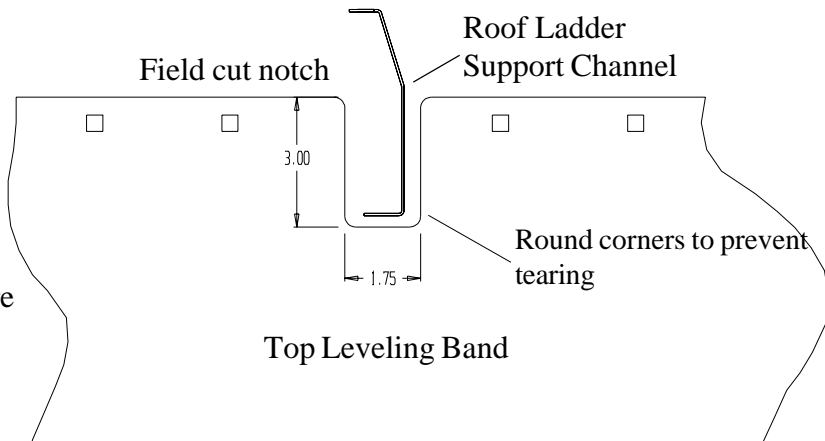 Roof Ladder
Support Channel
Field cut notch
3.00
Round corners to prevent
tearing
1.75
e
Top Leveling Band